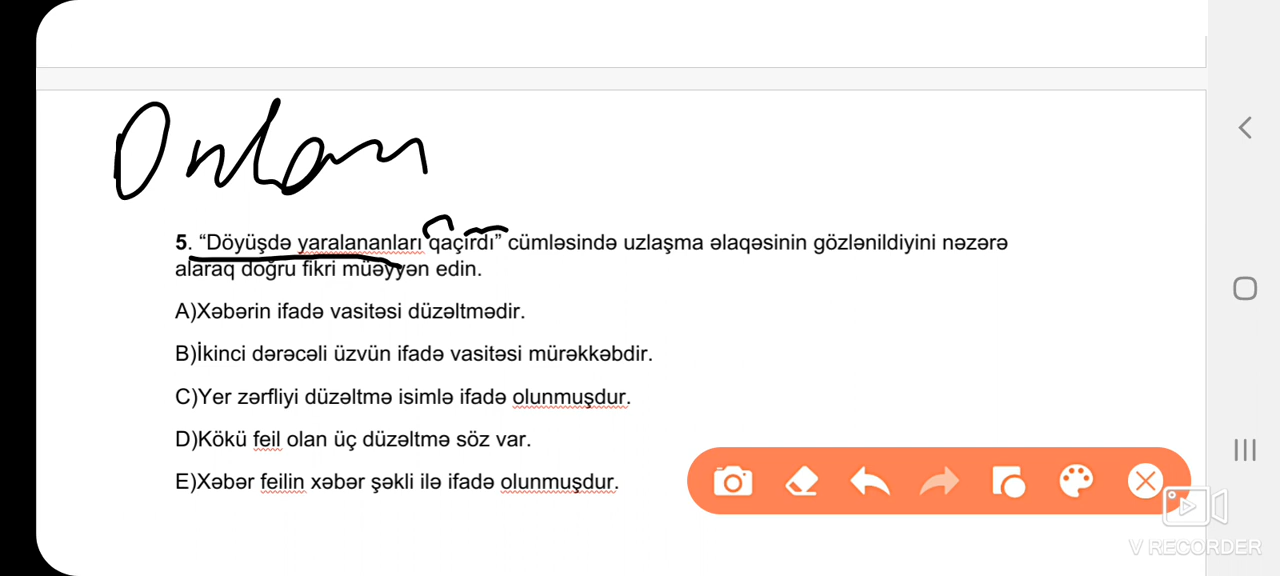 Onları
5. “Döyüşdə yaralananları qaçırdı” cümləsində uzlaşma əlaqəsinin gözlənildiyini nəzərə
alaraq doğru fikri müəyyən edin.
A)Xəbərin ifadə vasitəsi düzəltmədir.
B)İkinci dərəcəli üzvün ifadə vasitəsi mürəkkəbdir.
C)Yer zərfliyi düzəltmə isimlə ifadə olunmuşdur.
D)Kökü feil olan üç düzəltmə söz var.
E)Xəbər feilin xəbər şəkli ilə ifadə olunmuşdur.
V RECORDER